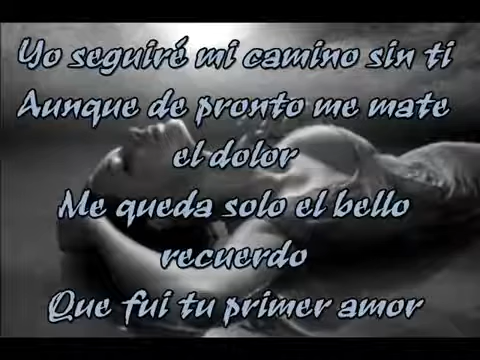 Yo seguiré mi camino sin ti
Aunque de pronto me mate
el dolor
Me queda solo el bello
recuerdo
Que fui tu primer amor